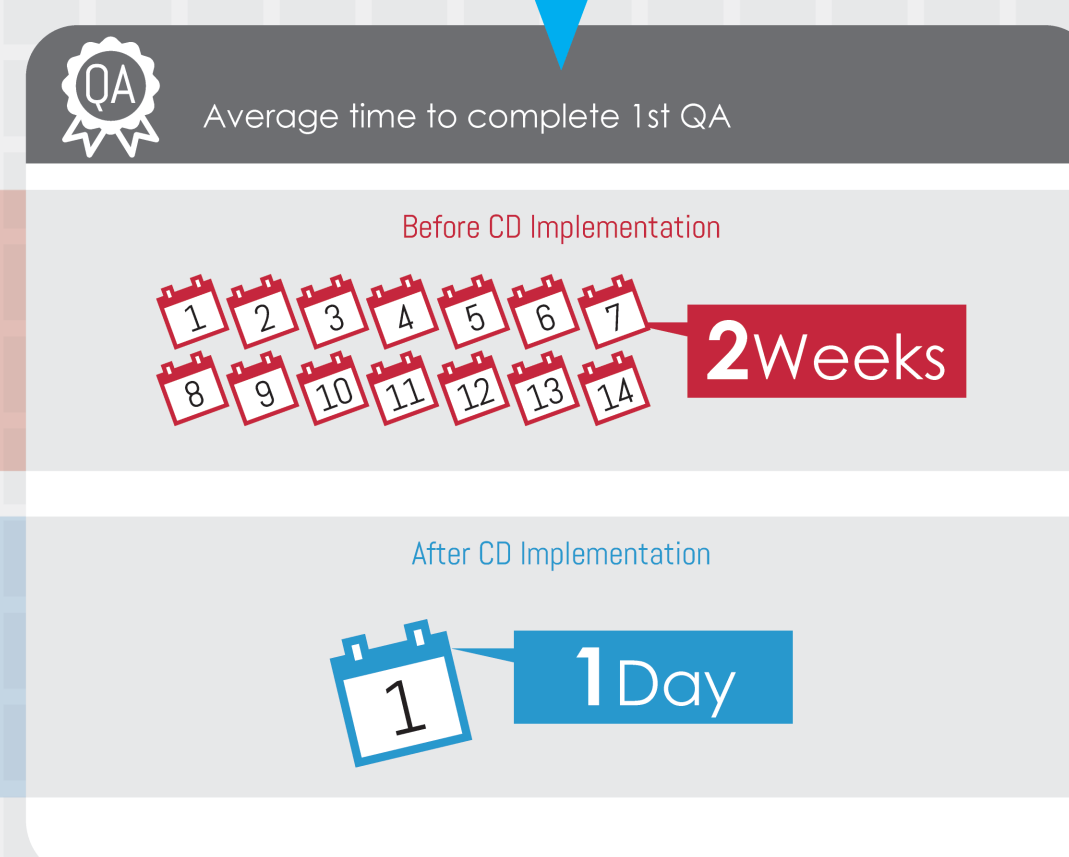 QA
Average time to complete 1st QA
Before CD Implementation
1 2 3 4 5 6 7
2Weeks
8 9 10 11 12 13 14
After CD Implementation
1
1Day